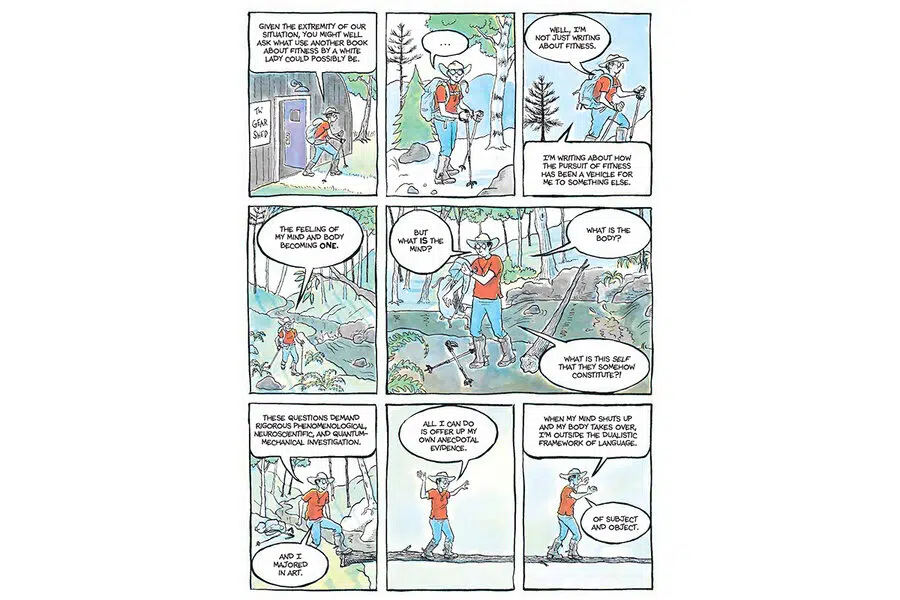 GIVEN THE EXTREMITY OF OUR
SITUATION, YOU MIGHT WELL
ASK WHAT USE ANOTHER BOOK
ABOUT FITNESS BY A WHITE
LADY COULD POSSIBLY BE.
TH'
GEAR
SHED
...
WELL, I'M
NOT JUST WRITING
ABOUT FITNESS.
I'M WRITING ABOUT HOW
THE PURSUIT OF FITNESS
HAS BEEN A VEHICLE FOR
ME TO SOMETHING ELSE.
THE FEELING OF
MY MIND AND BODY
BECOMING ONE.
BUT
WHAT IS THE
MIND?
WHAT IS THE
BODY?
WHAT IS THIS SELF
THAT THEY SOMEHOW
CONSTITUTE?!
THESE QUESTIONS DEMAND
RIGOROUS PHENOMENOLOGICAL,
NEUROSCIENTIFIC, AND QUANTUM-
MECHANICAL INVESTIGATION.
AND I
MAJORED
IN ART.
ALL I CAN DO
IS OFFER UP MY
OWN ANECDOTAL
EVIDENCE.
WHEN MY MIND SHUTS UP
AND MY BODY TAKES OVER,
I'M OUTSIDE THE DUALISTIC
FRAMEWORK OF LANGUAGE.
OF SUBJECT
AND OBJECT.